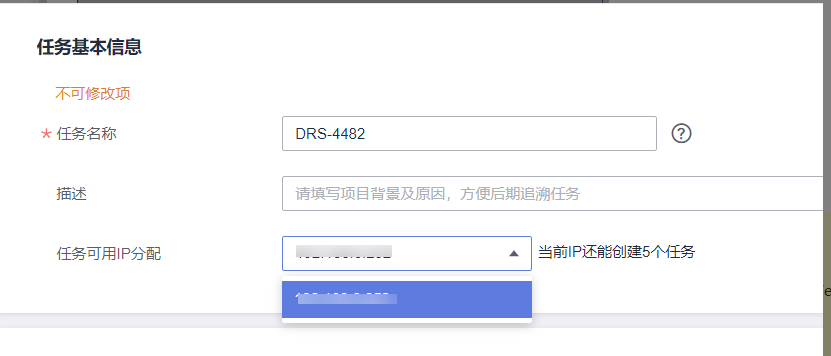 任务基本信息
不可修改项
* 任务名称
DRS-4482
?
描述
请填写项目背景及原因，方便后期追溯任务
任务可用IP分配
当前IP还能创建5个任务